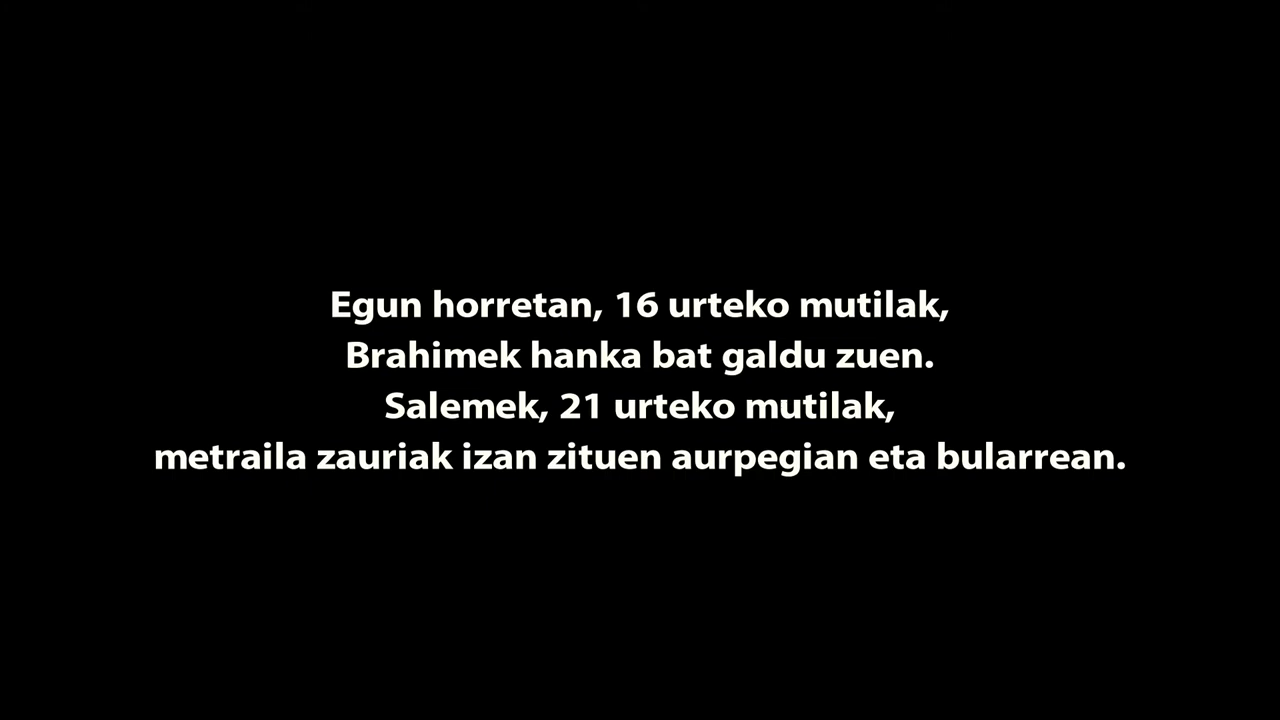 Egun horretan, 16 urteko mutilak,
Brahimek hanka bat galdu zuen.
Salemek, 21 urteko mutilak,
metraila zauriak izan zituen aurpegian eta bularrean.